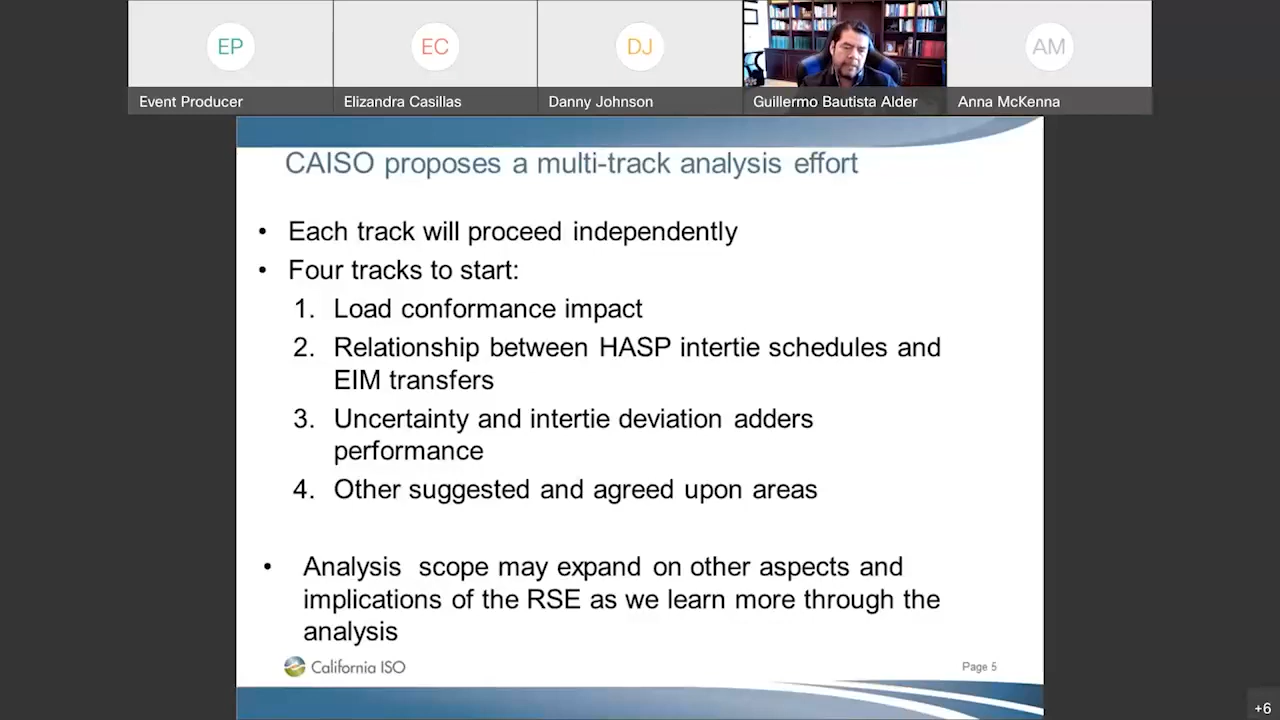 EP
EC
DJ
AM
Event Producer
Elizandra Casillas
Danny Johnson
Guillermo Bautista Alder
Anna McKenna
CAISO proposes a multi-track analysis effort
• Each track will proceed independently
• Four tracks to start:
1. Load conformance impact
2. Relationship between HASP intertie schedules and
EIM transfers
3. Uncertainty and intertie deviation adders
performance
4. Other suggested and agreed upon areas
• Analysis scope may expand on other aspects and
implications of the RSE as we learn more through the
analysis
California ISO
Page 5
+6